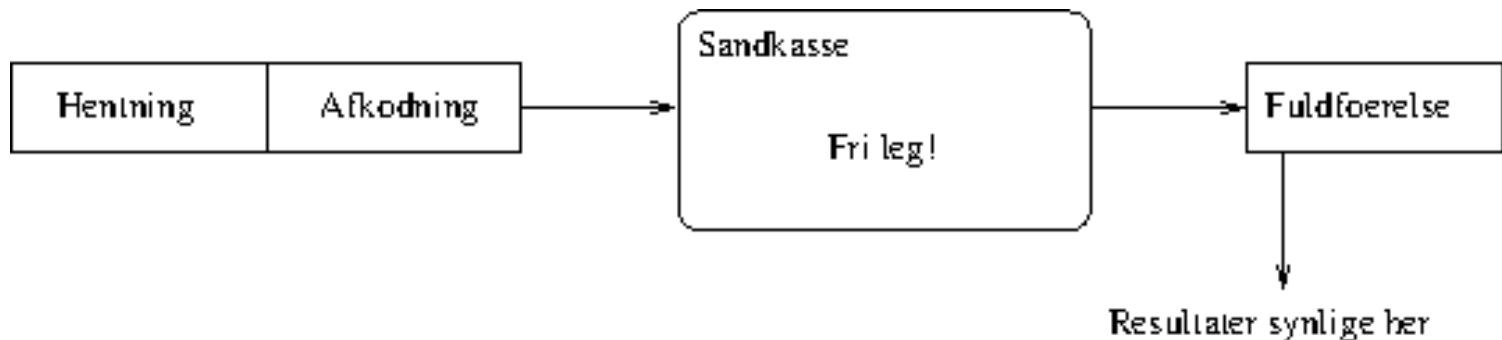 Sandkasse
Hentning
Afkodning
Fri leg!
Fuldfoerelse
Resultater synlige her